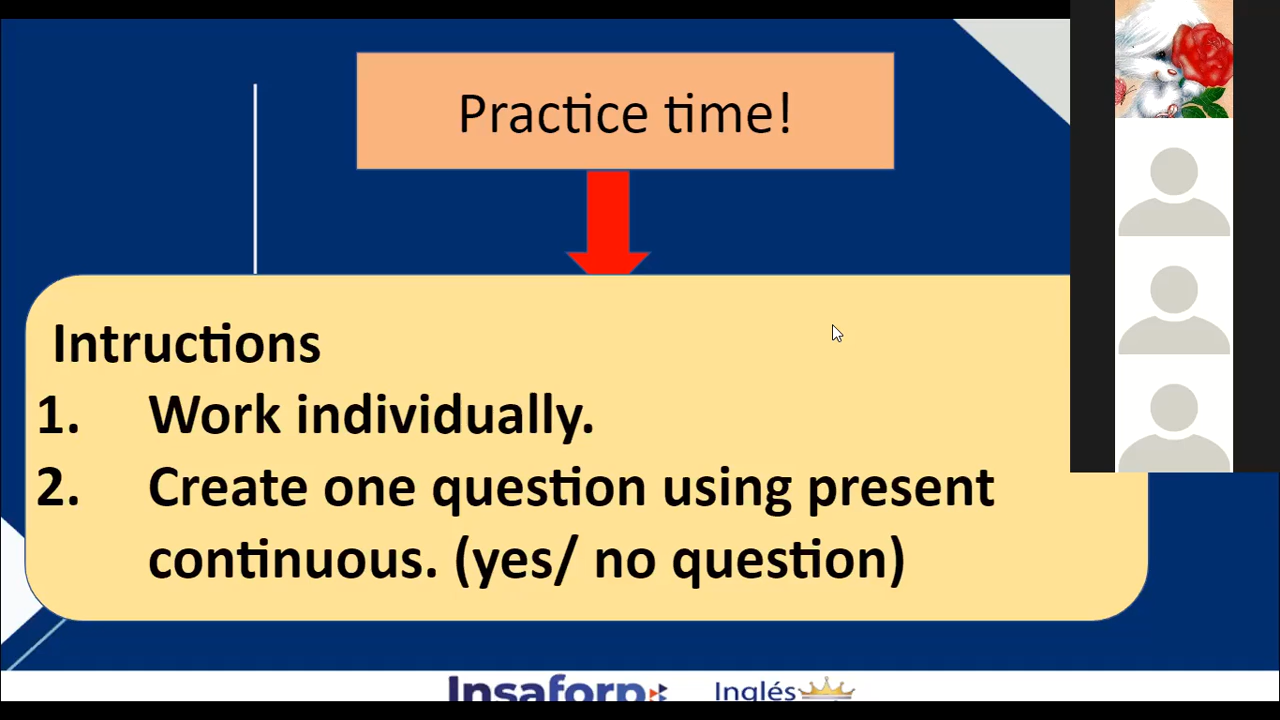 Practice time!
Intructions
1. Work individually.
2. Create one question using present
continuous. (yes/ no question)
Insaforp Inglés